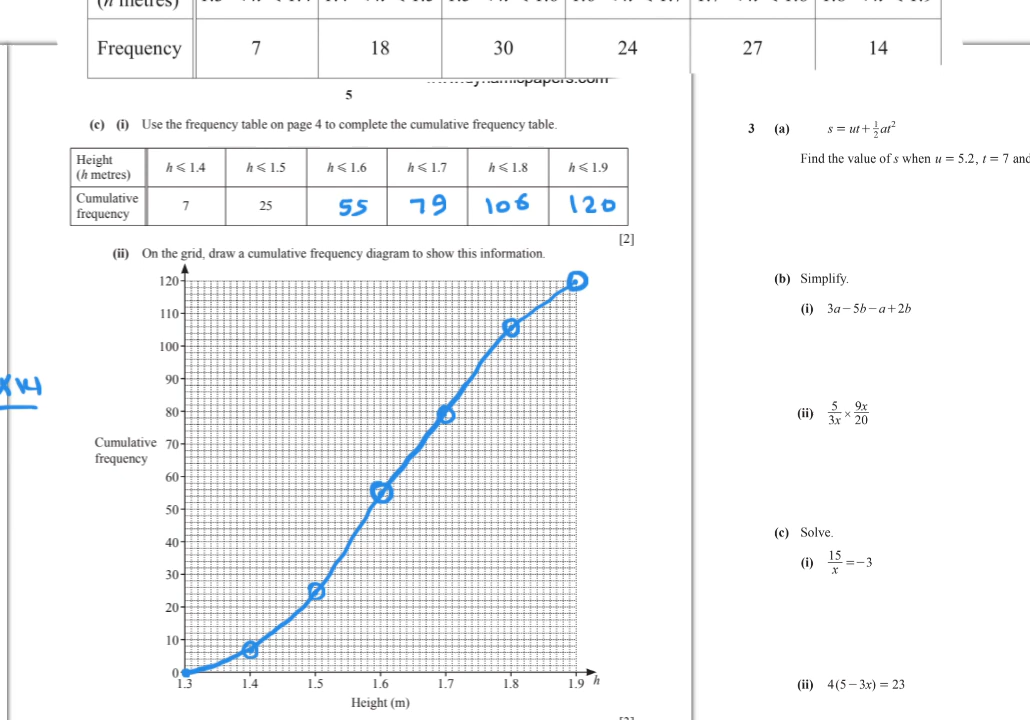 Frequency 7 18 30 24 27 14
5
(c) (i) Use the frequency table on page 4 to complete the cumulative frequency table.
Height (h metres) h ⩽ 1.4 h ⩽ 1.5 h ⩽ 1.6 h ⩽ 1.7 h ⩽ 1.8 h ⩽ 1.9
Cumulative frequency 7 25 55 79 106 120
[2]
(ii) On the grid, draw a cumulative frequency diagram to show this information.
120
110
100
90
80
Cumulative frequency 70
60
50
40
30
20
10
0
1.3 1.4 1.5 1.6 1.7 1.8 1.9 h
Height (m)
3 (a) s = ut + ½at²
Find the value of s when u = 5.2, t = 7 and
(b) Simplify.
(i) 3a − 5b − a + 2b
(ii) 5/3x × 9x/20
(c) Solve.
(i) 15/x = −3
(ii) 4(5 − 3x) = 23